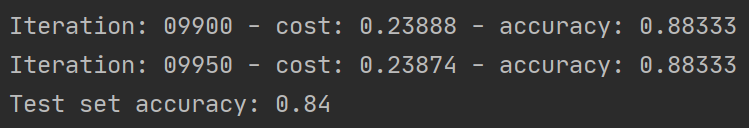 Iteration: 09900 - cost: 0.23888 - accuracy: 0.88333
Iteration: 09950 - cost: 0.23874 - accuracy: 0.88333
Test set accuracy: 0.84